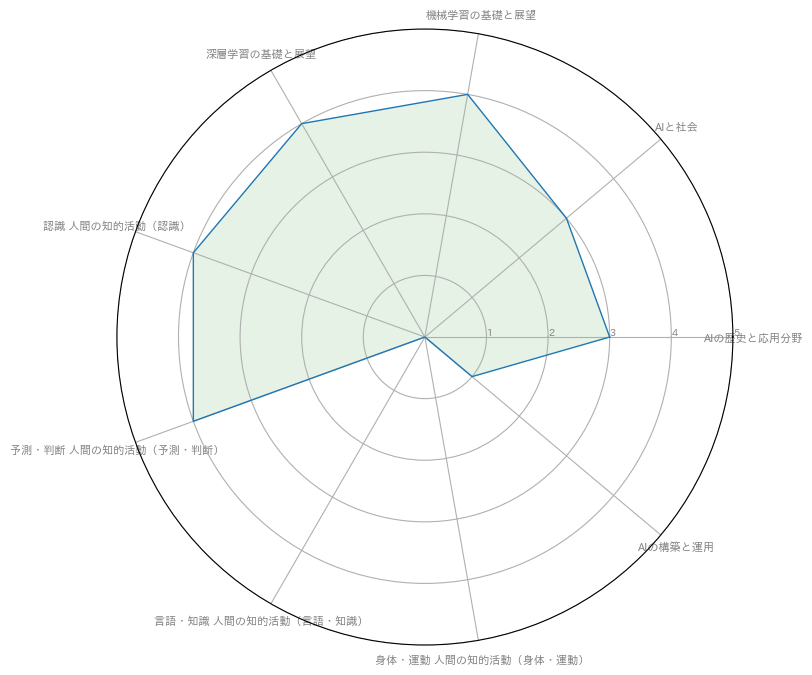 機械学習の基礎と展望
深層学習の基礎と展望
AIと社会
認識 人間の知的活動（認識）
1
2
3
4
5
AIの歴史と応用分野
予測・判断 人間の知的活動（予測・判断）
AIの構築と運用
言語・知識 人間の知的活動（言語・知識）
身体・運動 人間の知的活動（身体・運動）